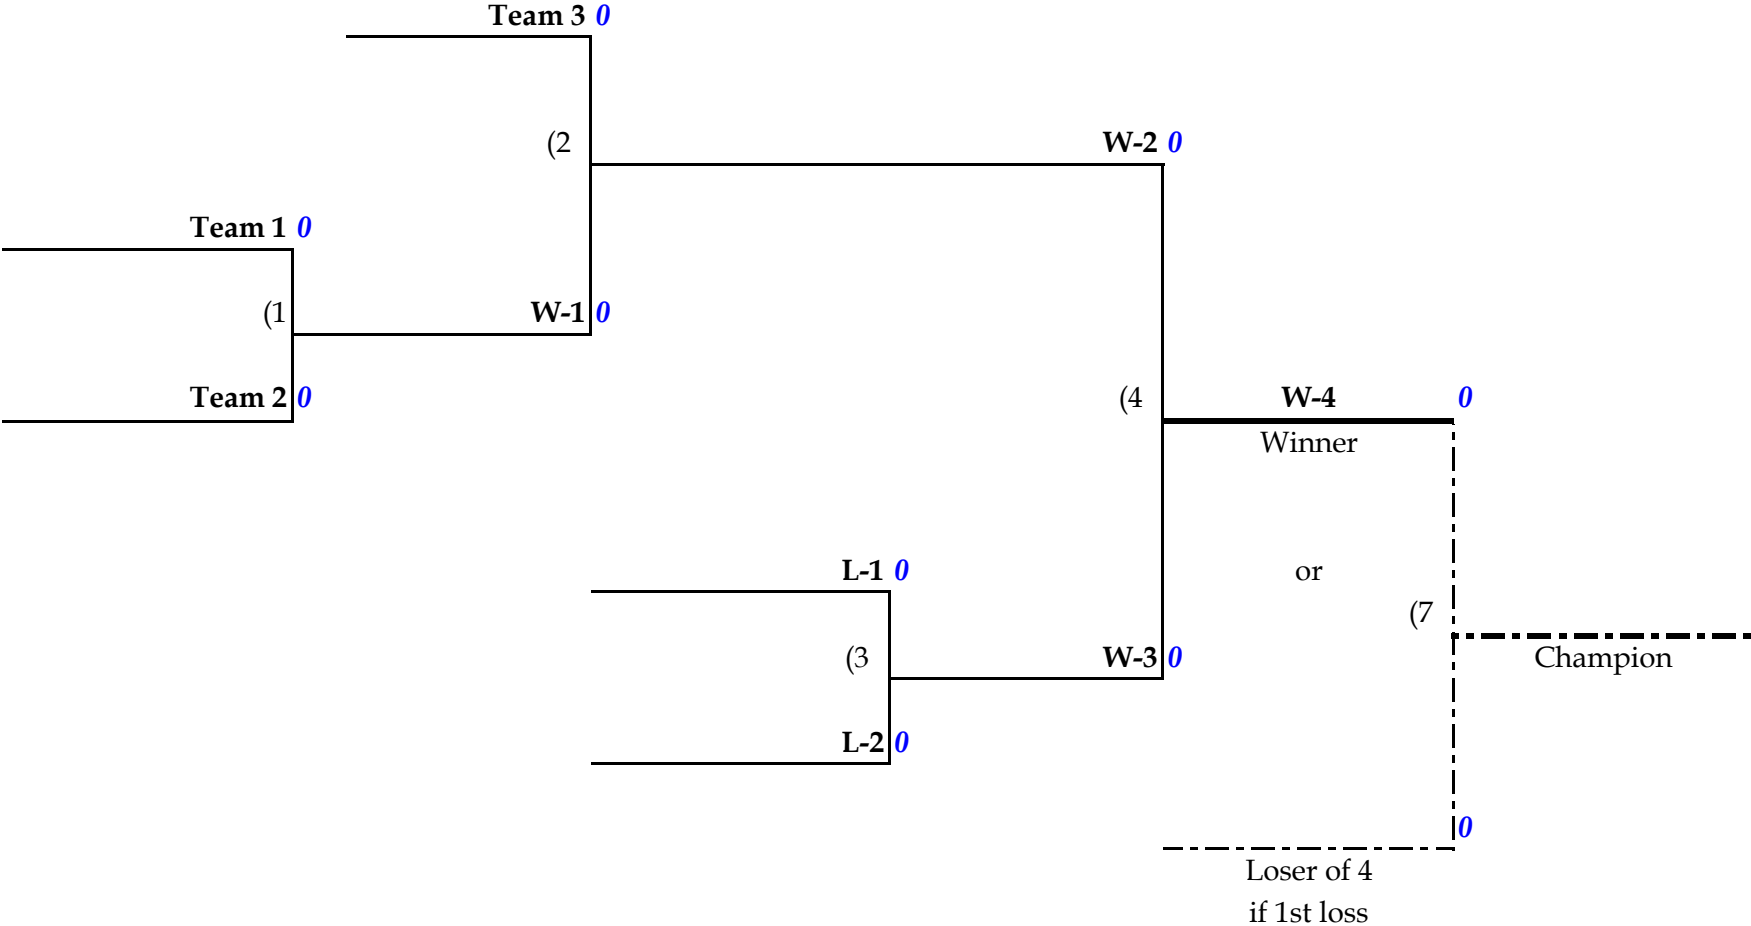 Team 3 0
(2
W-2 0
Team 1 0
(1
W-1 0
Team 2 0
(4
W-4 0
Winner
L-1 0
or
(7
(3
W-3 0
Champion
L-2 0
0
Loser of 4
if 1st loss